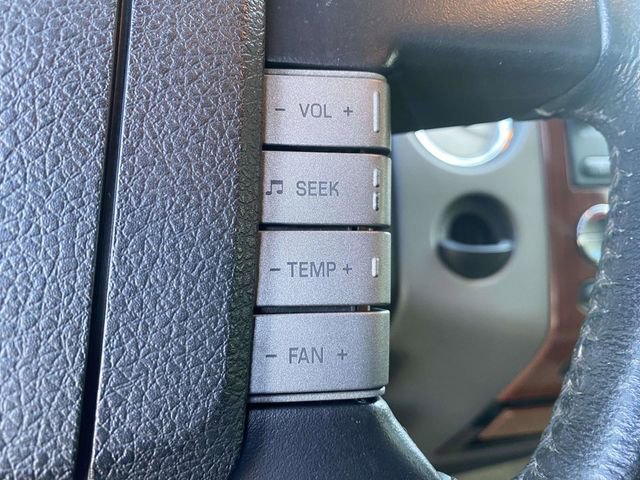 - VOL +
♫ SEEK
- TEMP +
- FAN +